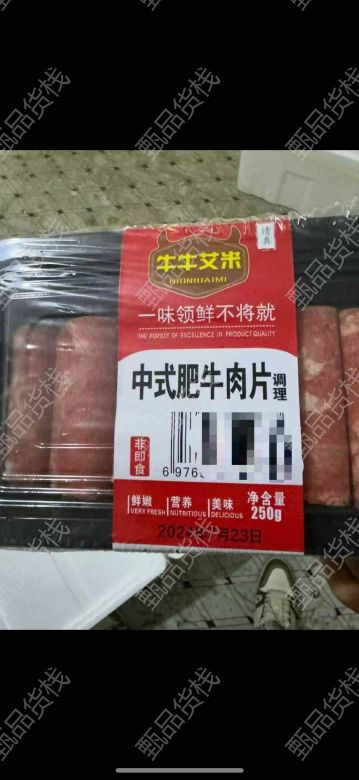 清真
牛牛艾米
NIUNIUAIMI
一味领鲜不将就
THE PURSUIT OF EXCELLENCE IN PRODUCT QUALITY
中式肥牛肉片
调理
非即食
6 976
鲜嫩 营养 美味
VERY FRESH NUTRITIOUS DELICIOUS
净含量
250g
月23日
甄品货栈